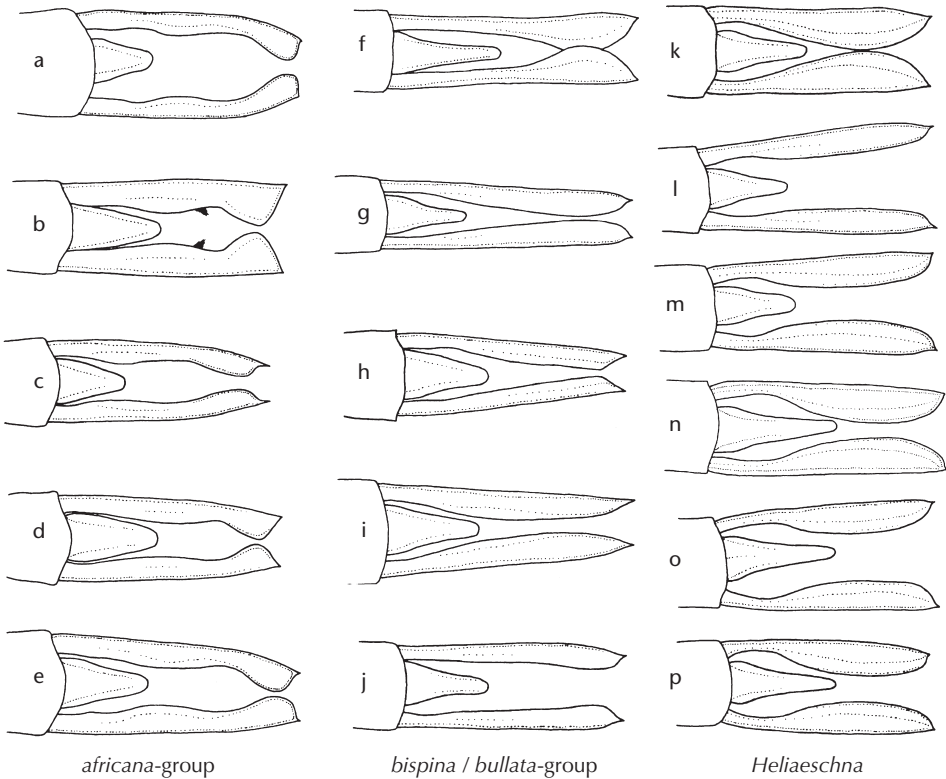 a
b
c
d
e
africana-group
f
g
h
i
j
bispina / bullata-group
k
l
m
n
o
p
Heliaeschna